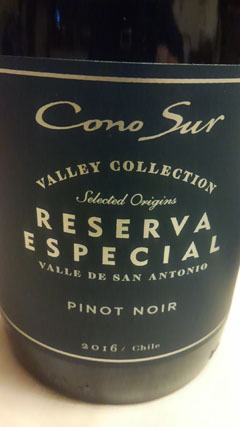 Cono Sur
VALLEY COLLECTION
Selected Origins
RESERVA
ESPECIAL
VALLE DE SAN ANTONIO
PINOT NOIR
2016 / Chile